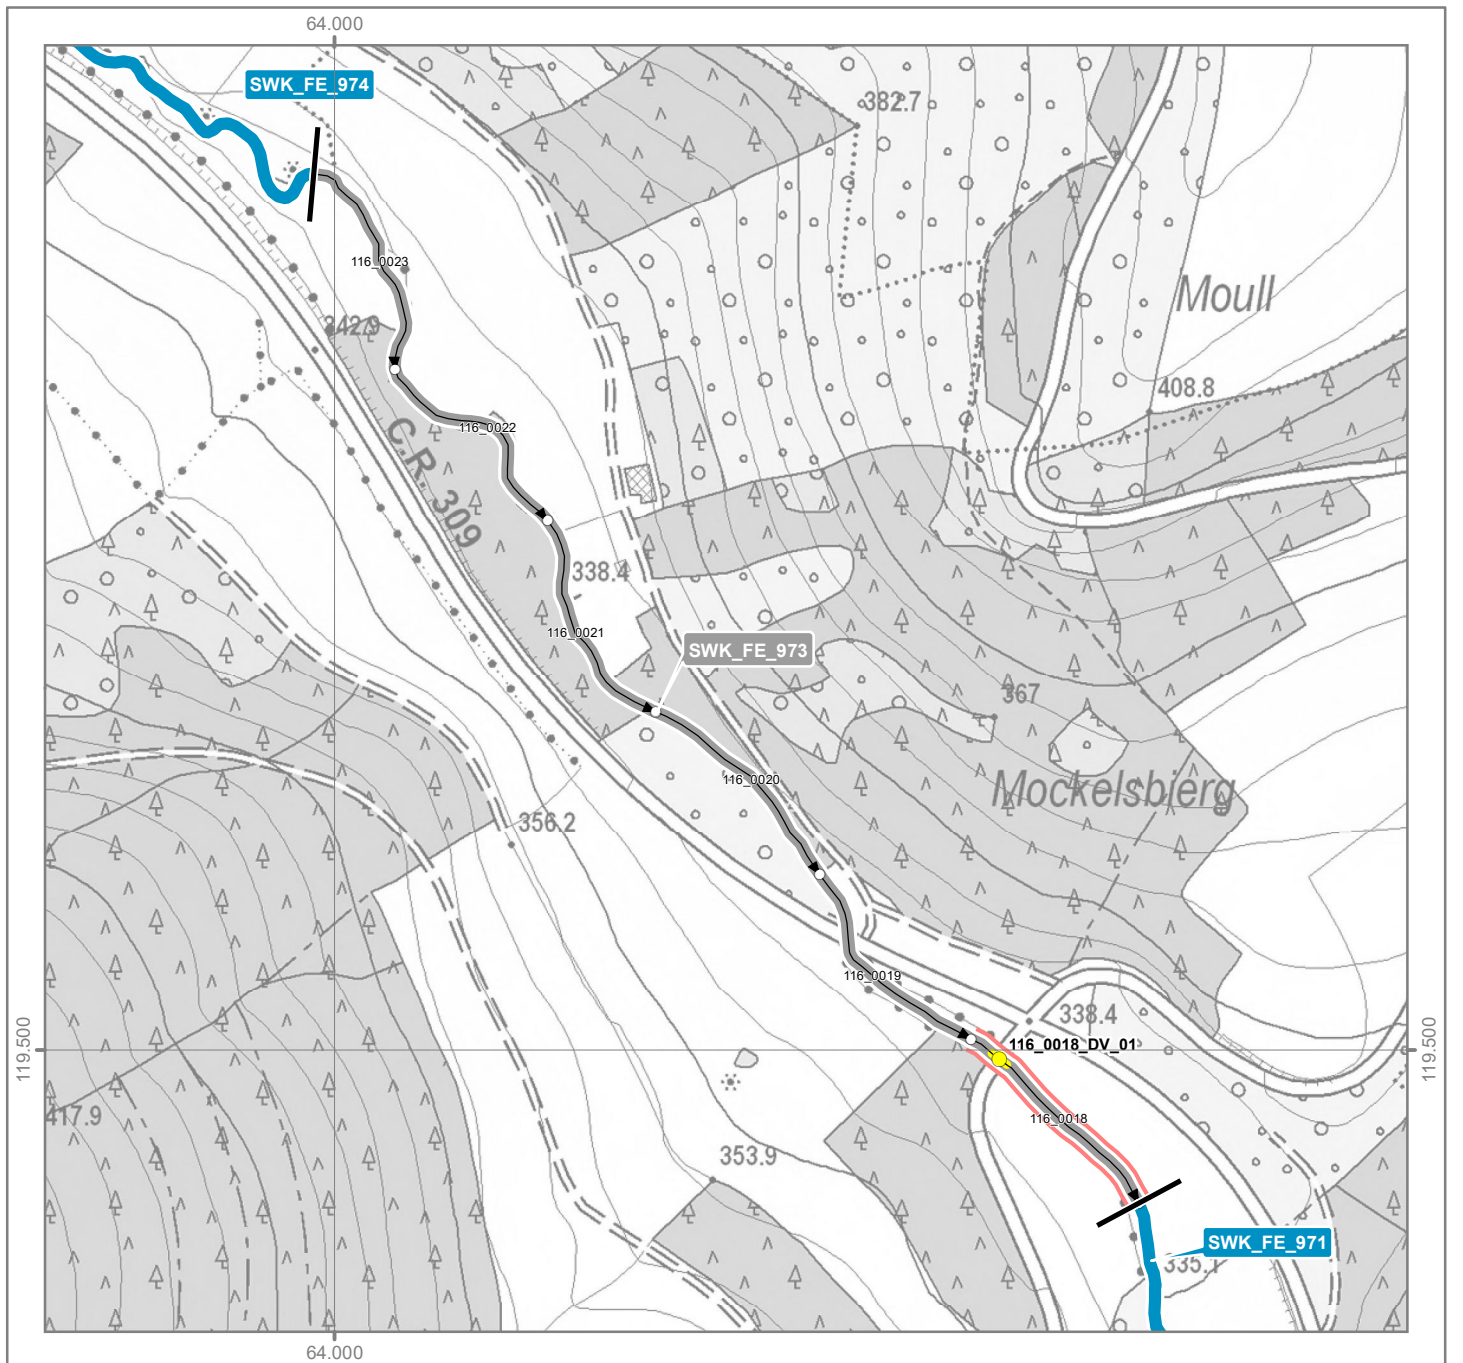 64.000
SWK_FE_974
382.7
116_0023
Moull
342.9
408.8
C.R. 309
116_0022
338.4
116_0021
SWK_FE_973
367
116_0020
Mockelsbierg
356.2
116_0019
338.4
119.500
119.500
116_0018_DV_01
417.9
116_0018
353.9
SWK_FE_971
335.1
64.000